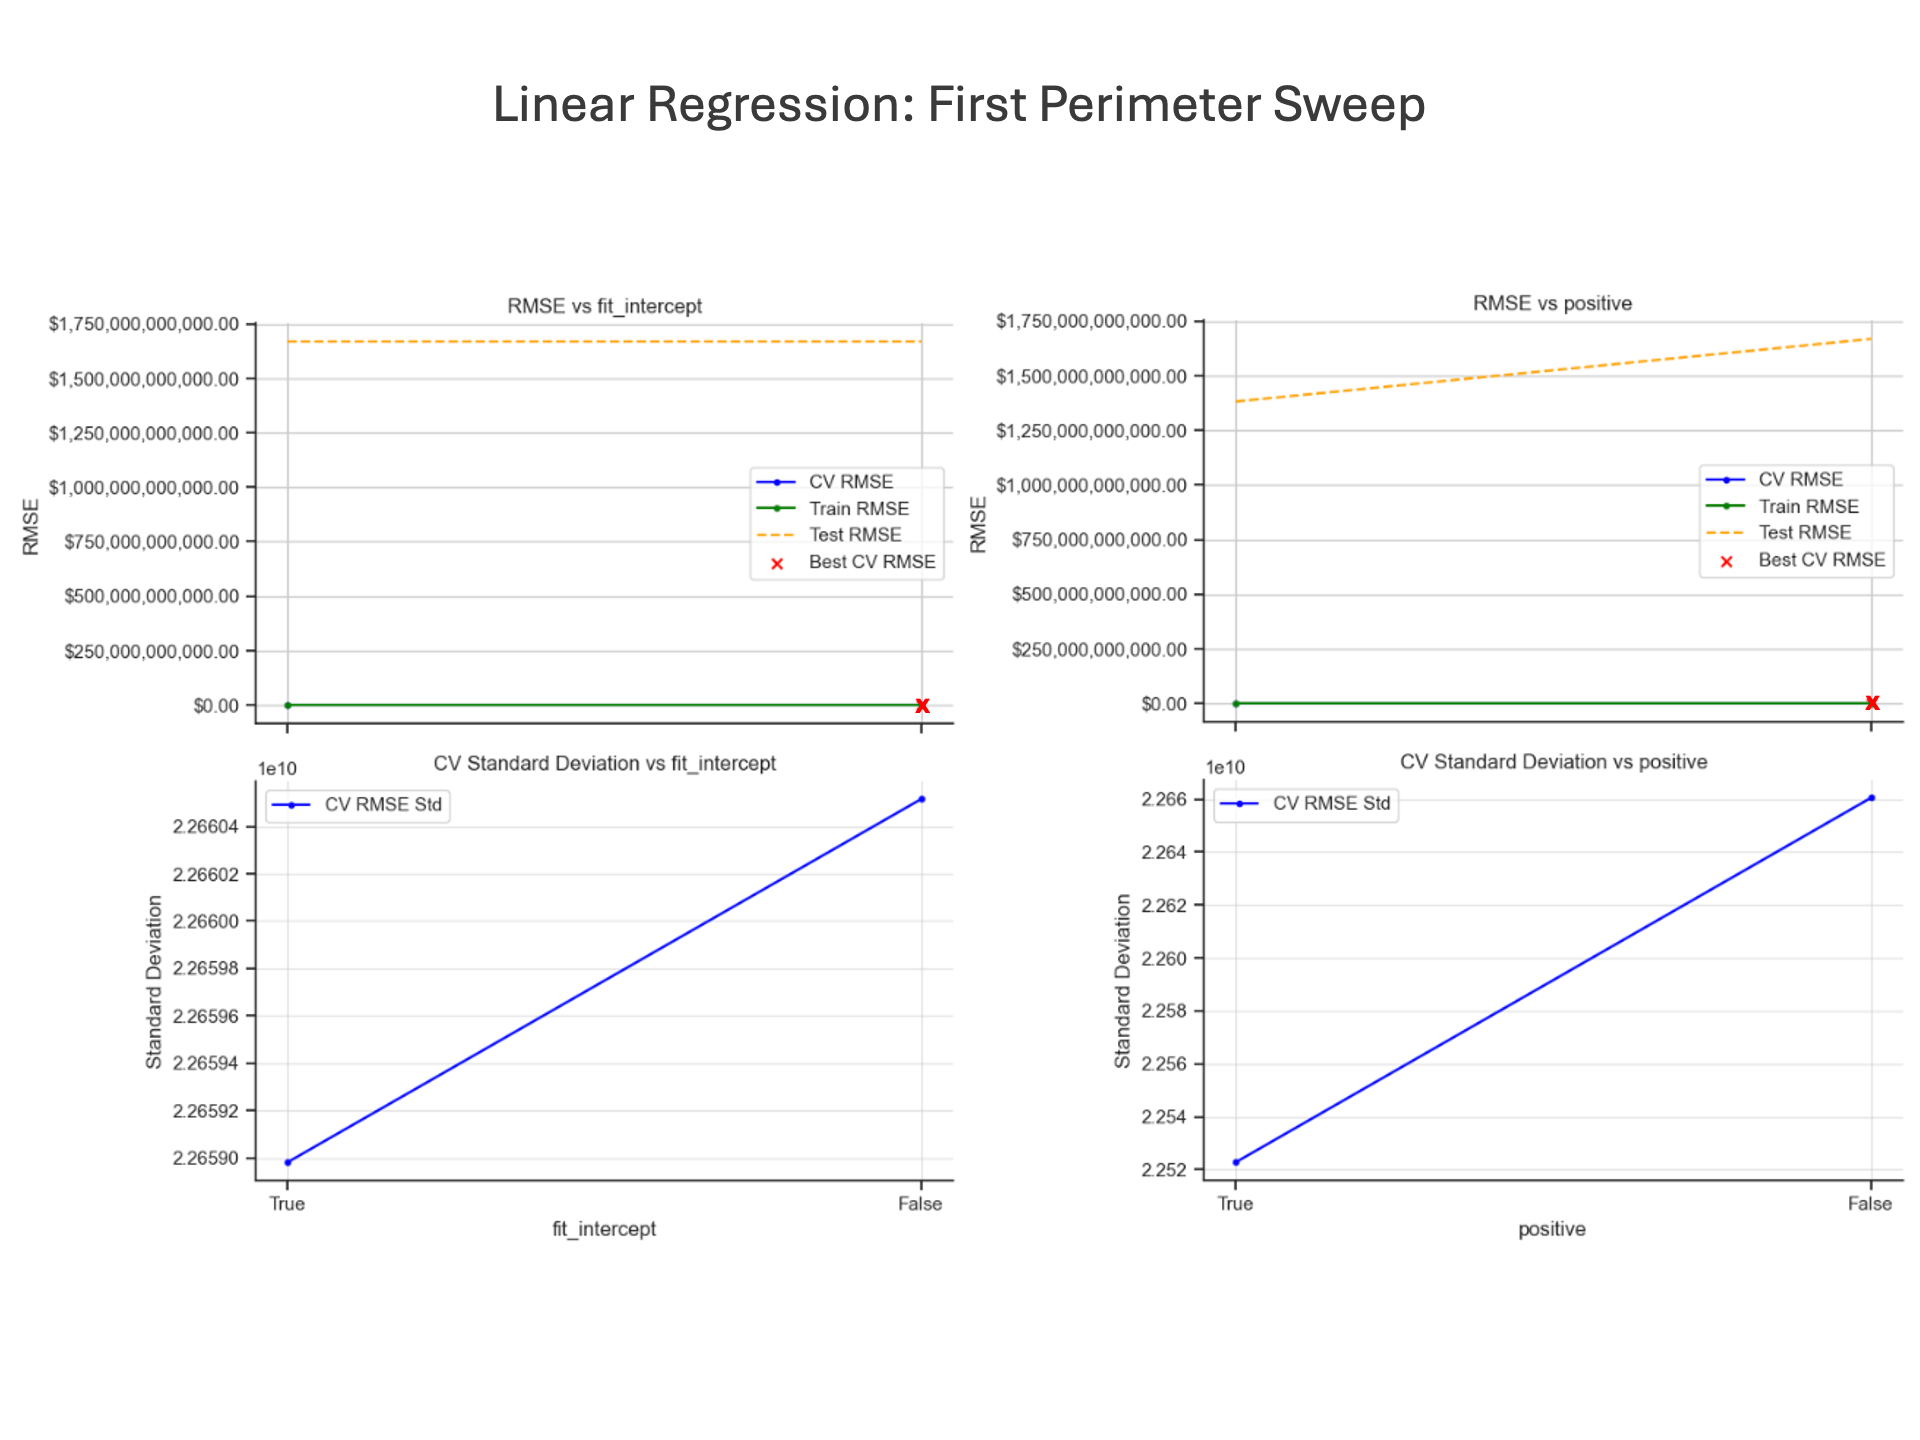 Linear Regression: First Perimeter Sweep
RMSE vs fit_intercept
$1,750,000,000,000.00
$1,500,000,000,000.00
$1,250,000,000,000.00
$1,000,000,000,000.00
$750,000,000,000.00
$500,000,000,000.00
$250,000,000,000.00
$0.00
RMSE
CV RMSE
Train RMSE
Test RMSE
Best CV RMSE
RMSE vs positive
$1,750,000,000,000.00
$1,500,000,000,000.00
$1,250,000,000,000.00
$1,000,000,000,000.00
$750,000,000,000.00
$500,000,000,000.00
$250,000,000,000.00
$0.00
RMSE
CV RMSE
Train RMSE
Test RMSE
Best CV RMSE
CV Standard Deviation vs fit_intercept
1e10
CV RMSE Std
2.26604
2.26602
2.26600
2.26598
2.26596
2.26594
2.26592
2.26590
Standard Deviation
True
False
fit_intercept
CV Standard Deviation vs positive
1e10
CV RMSE Std
2.266
2.264
2.262
2.260
2.258
2.256
2.254
2.252
Standard Deviation
True
False
positive